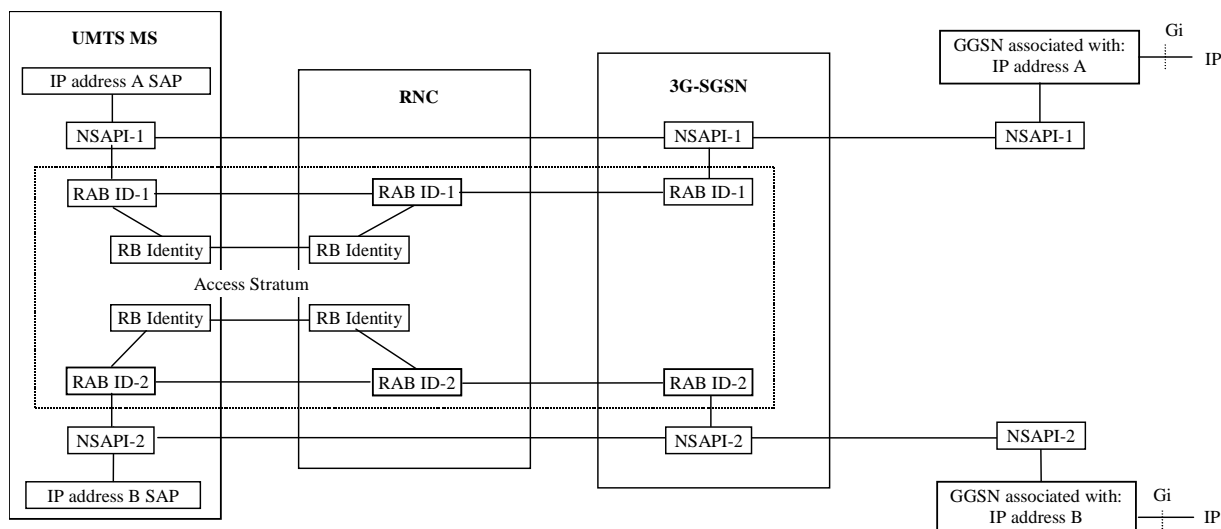 UMTS MS
IP address A SAP
NSAPI-1
RAB ID-1
RB Identity
Access Stratum
RB Identity
RAB ID-2
NSAPI-2
IP address B SAP
RNC
RAB ID-1
RB Identity
RB Identity
RAB ID-2
3G-SGSN
NSAPI-1
RAB ID-1
RAB ID-2
NSAPI-2
GGSN associated with:
IP address A
Gi
IP
NSAPI-1
NSAPI-2
GGSN associated with:
IP address B
Gi
IP